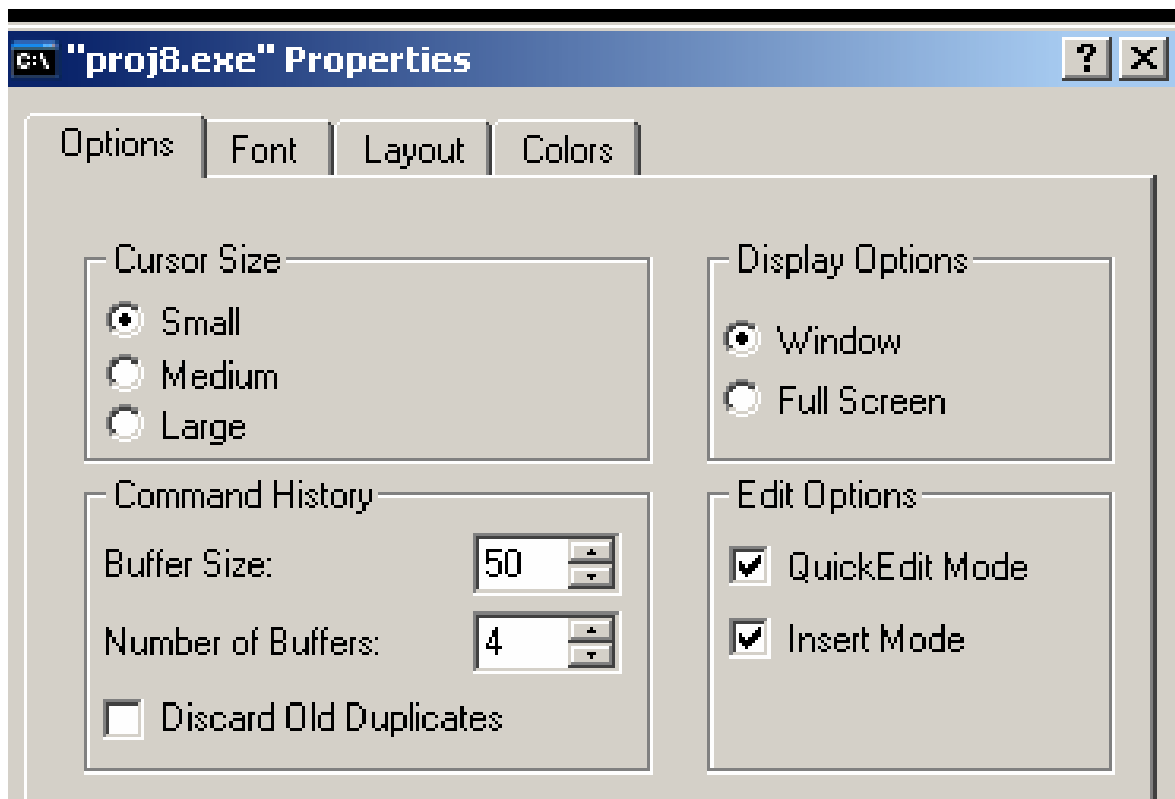 C:\ "proj8.exe" Properties ? X
Options Font Layout Colors
Cursor Size
Small
Medium
Large
Display Options
Window
Full Screen
Command History
Buffer Size: 50
Number of Buffers: 4
Discard Old Duplicates
Edit Options
QuickEdit Mode
Insert Mode